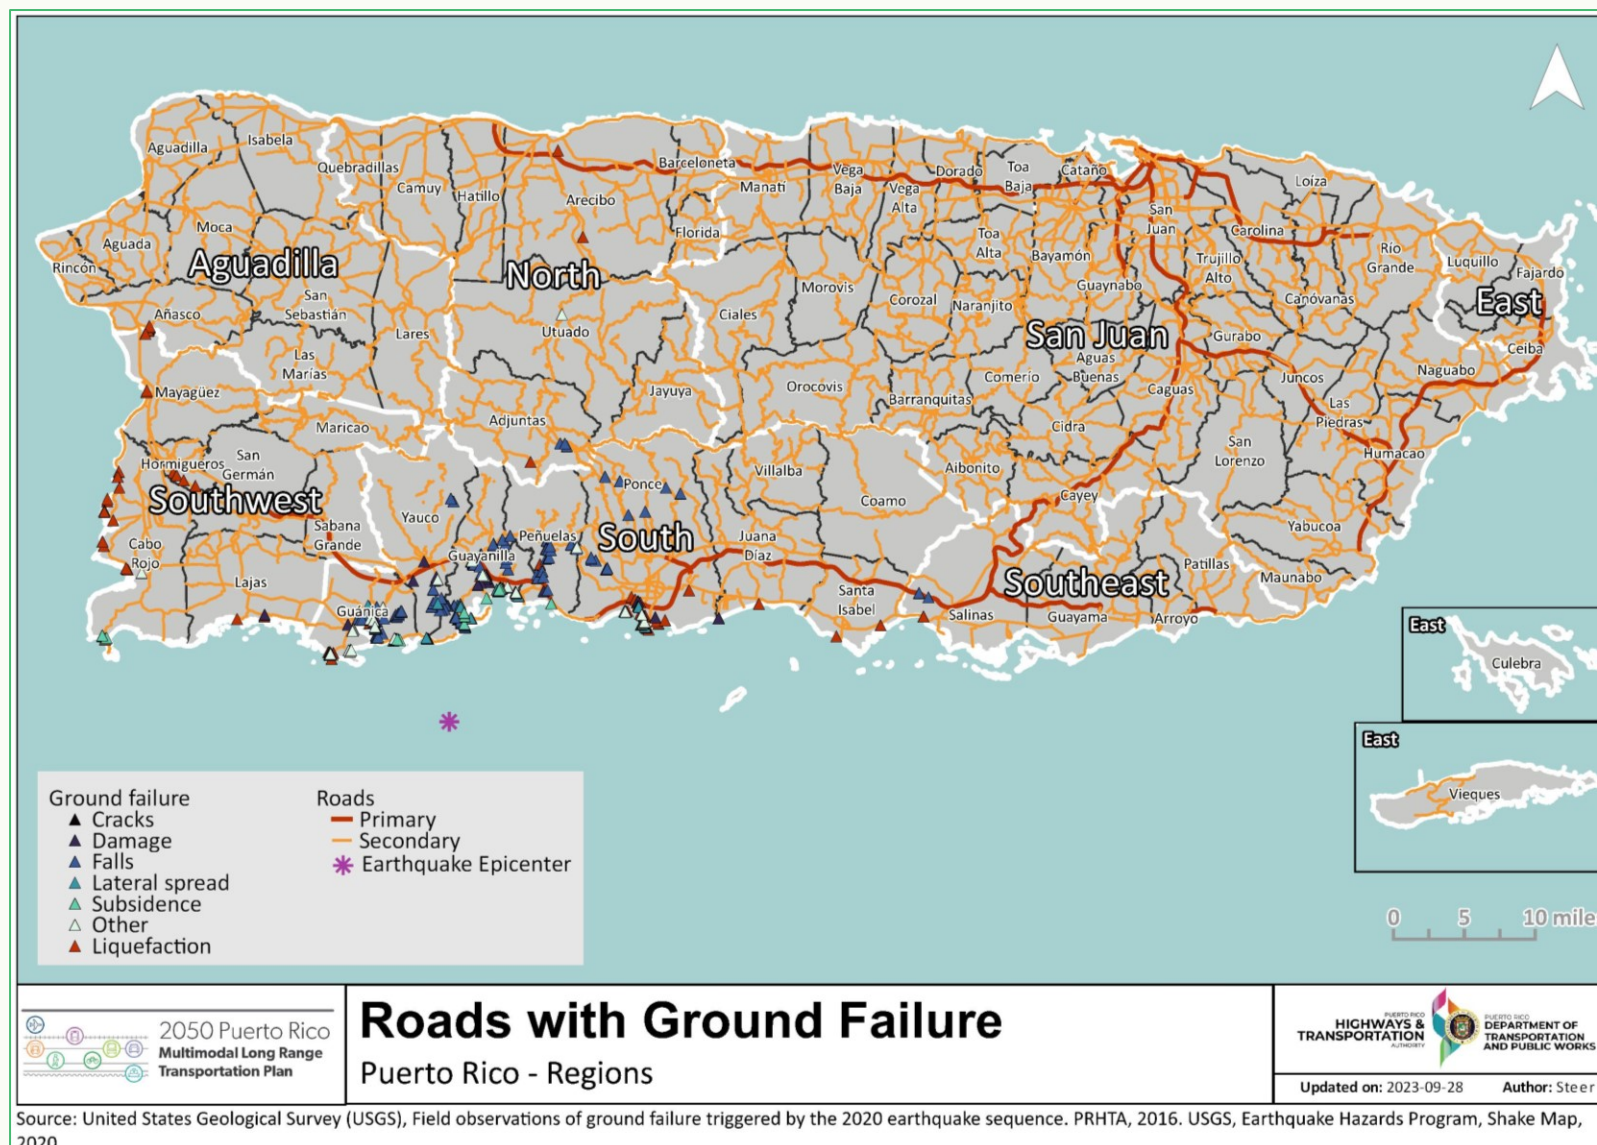 Isabela
Aguadilla
Quebradillas
Camuy
Hatillo
Arecibo
Barceloneta
Manatí
Vega
Baja
Vega
Alta
Dorado
Toa
Baja
Cataño
Loíza
San
Juan
Carolina
Moca
Aguada
Rincón
Aguadilla
North
Florida
Toa
Alta
Bayamón
Trujillo
Alto
Río
Grande
Luquillo
Fajardo
Guaynabo
Morovis
Corozal
Naranjito
Canóvanas
East
Añasco
San
Sebastián
Lares
Utuado
Ciales
San Juan
Gurabo
Ceiba
Las
Marías
Mayagüez
Jayuya
Orocovis
Comerío
Aguas
Buenas
Caguas
Juncos
Naguabo
Barranquitas
Las
Piedras
Maricao
Adjuntas
Cidra
Hormigueros
San
Germán
Southwest
Villalba
Aibonito
San
Lorenzo
Humacao
Ponce
Coamo
Cayey
Yauco
Sabana
Grande
Peñuelas
South
Juana
Díaz
Yabucoa
Cabo
Rojo
Lajas
Guayanilla
Guánica
Santa
Isabel
Salinas
Southeast
Guayama
Arroyo
Patillas
Maunabo
East
Culebra
East
Vieques
Ground failure
Cracks
Damage
Falls
Lateral spread
Subsidence
Other
Liquefaction
Roads
Primary
Secondary
Earthquake Epicenter
0 5 10 mile
2050 Puerto Rico
Multimodal Long Range
Transportation Plan
Roads with Ground Failure
Puerto Rico - Regions
PUERTO RICO
HIGHWAYS &
TRANSPORTATION
AUTHORITY
PUERTO RICO
DEPARTMENT OF
TRANSPORTATION
AND PUBLIC WORKS
Updated on: 2023-09-28 Author: Steer
Source: United States Geological Survey (USGS), Field observations of ground failure triggered by the 2020 earthquake sequence. PRHTA, 2016. USGS, Earthquake Hazards Program, Shake Map,
2020